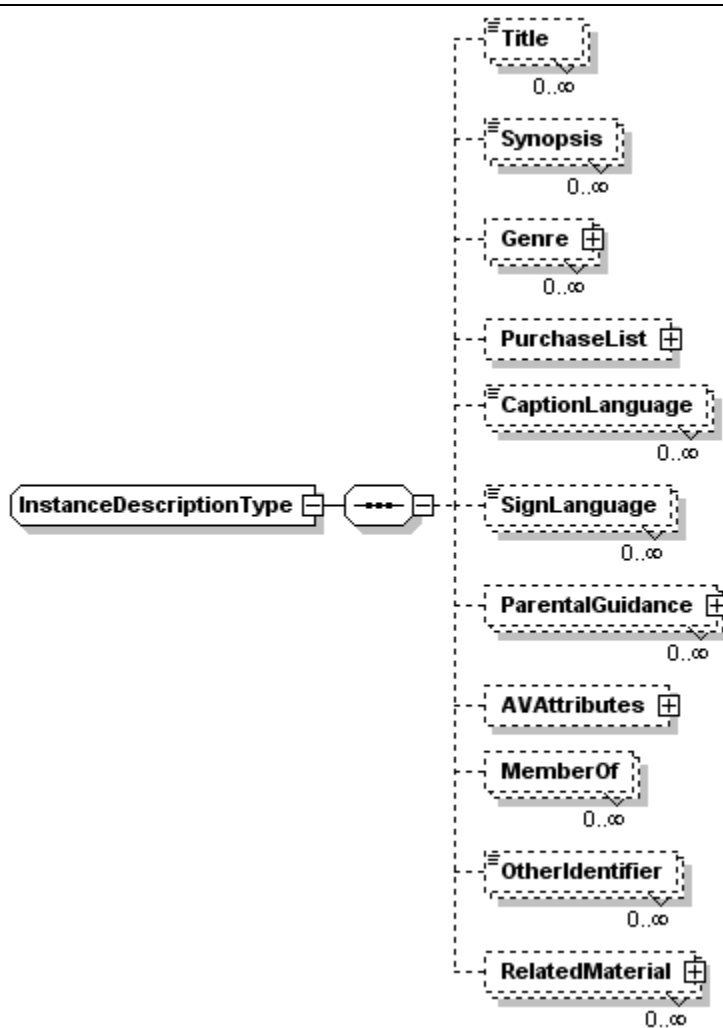 Title
0..∞
Synopsis
0..∞
Genre
0..∞
PurchaseList
CaptionLanguage
0..∞
InstanceDescriptionType
SignLanguage
0..∞
ParentalGuidance
0..∞
AVAttributes
MemberOf
0..∞
OtherIdentifier
0..∞
RelatedMaterial
0..∞